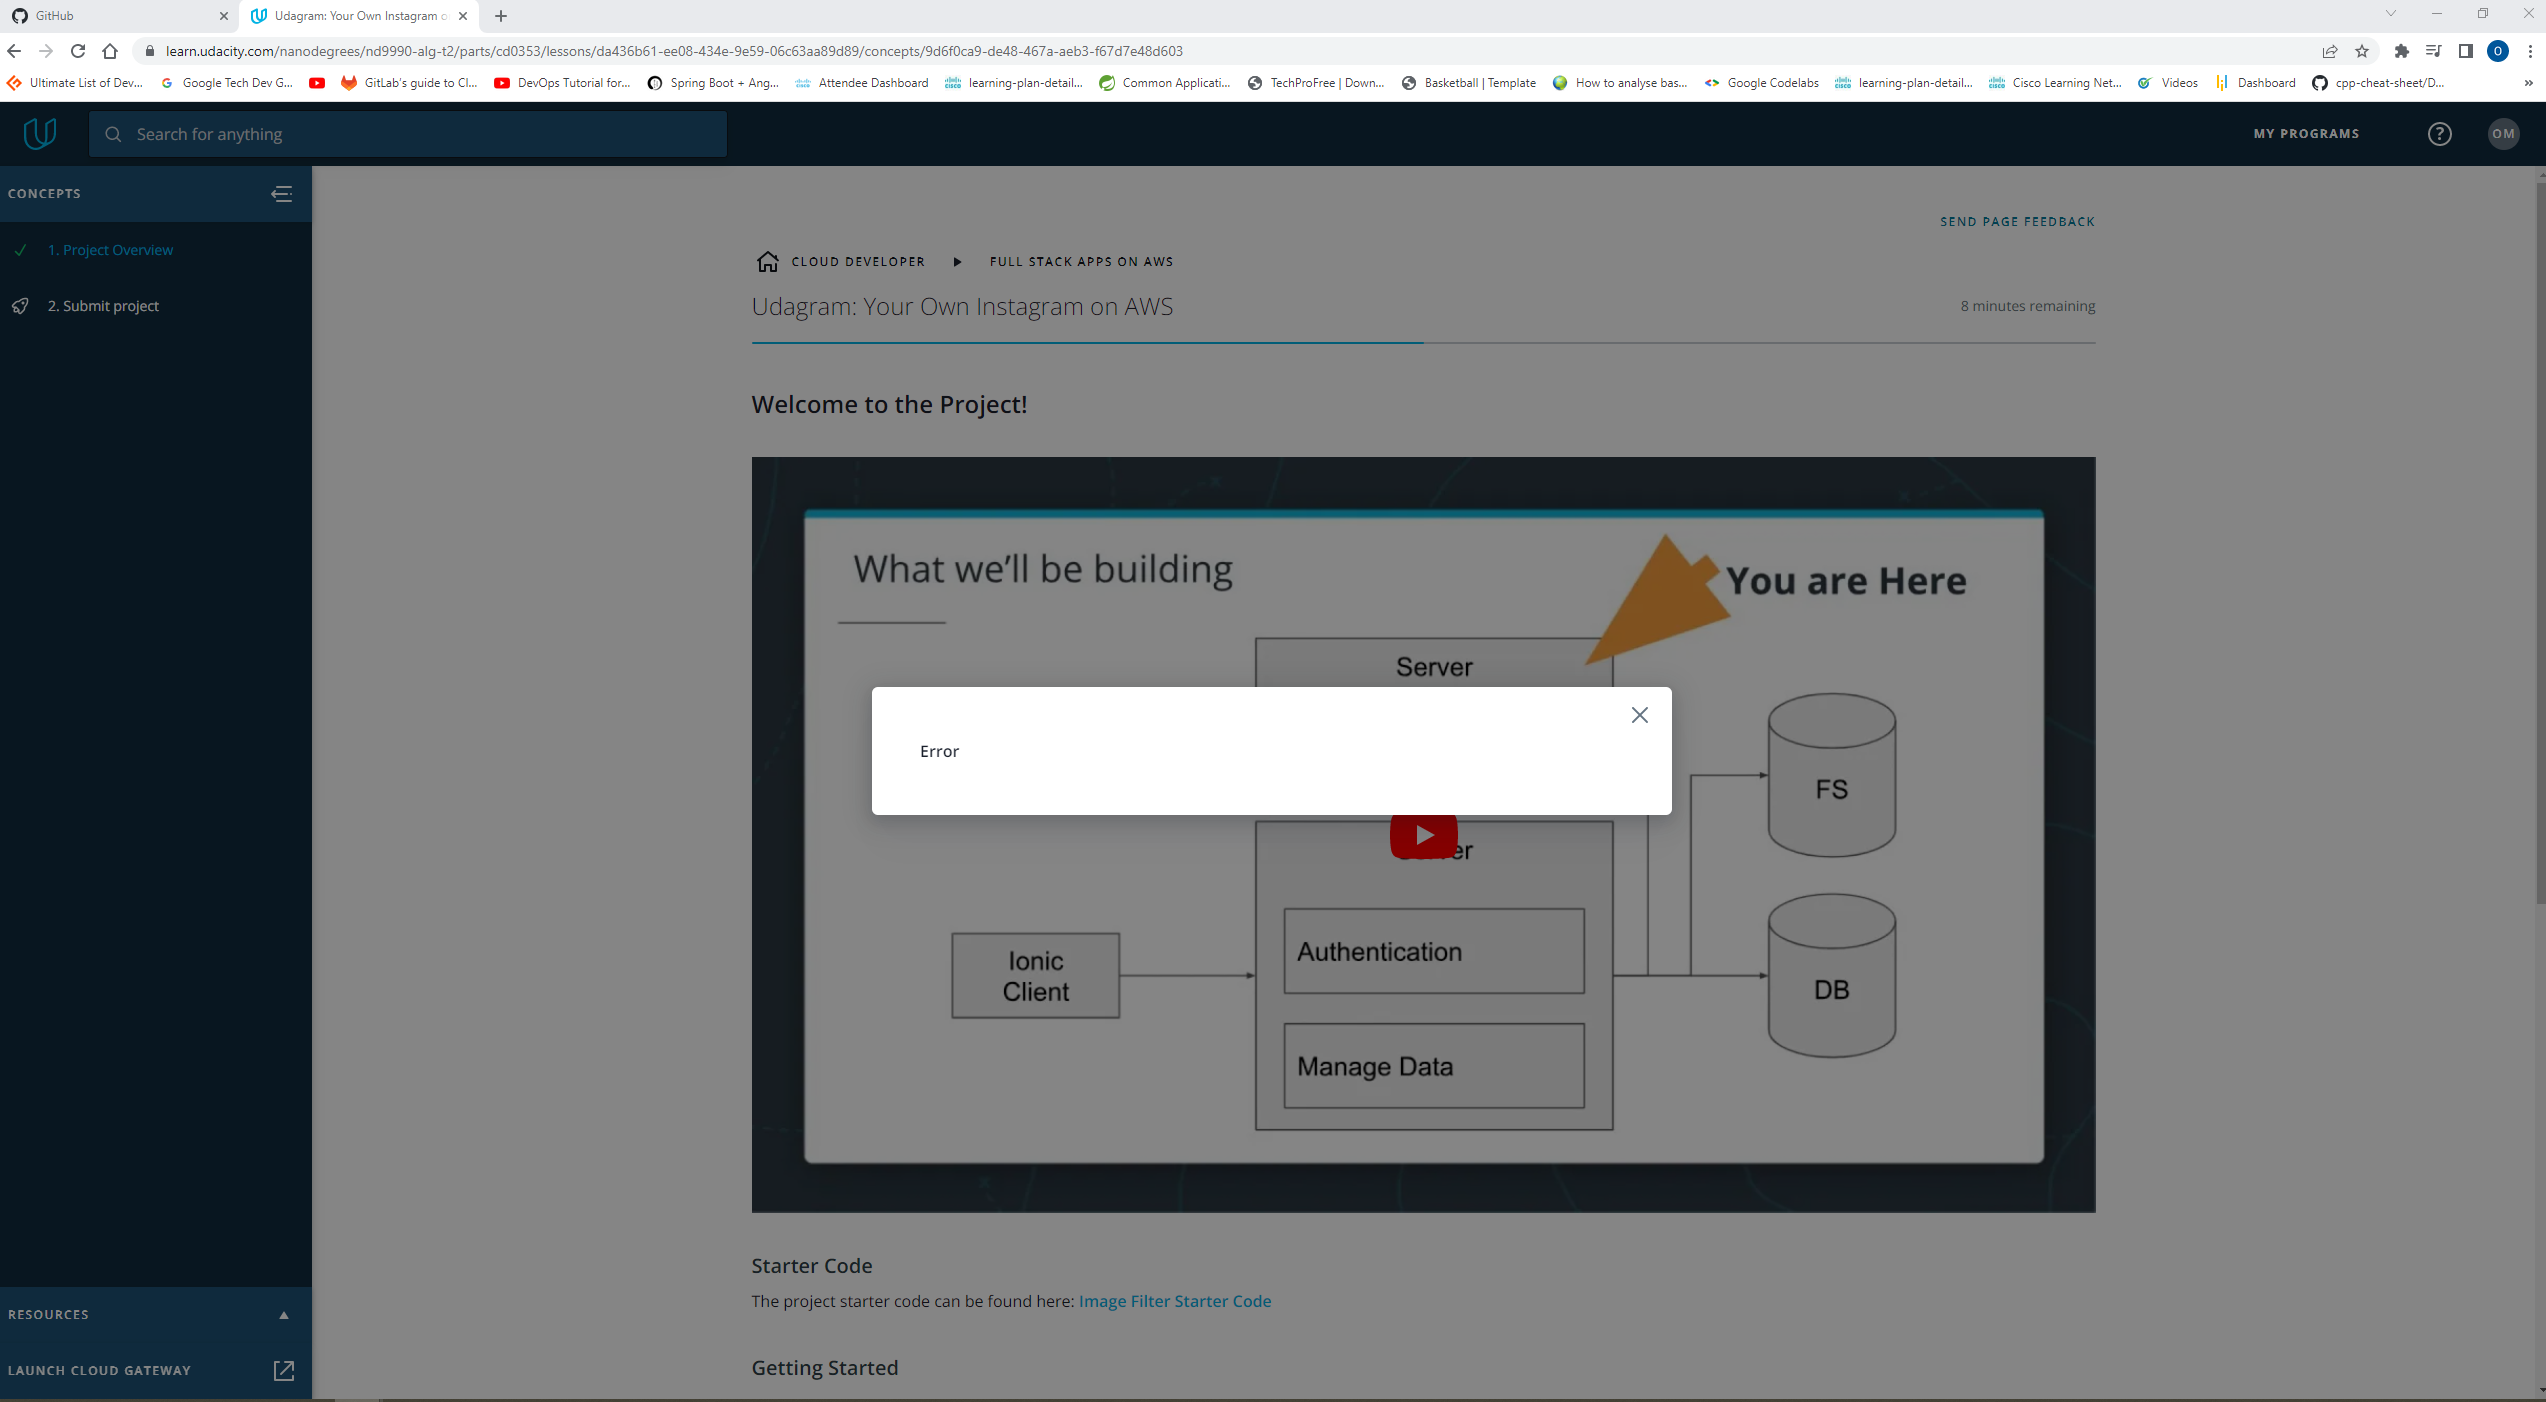 GitHub
Udagram: Your Own Instagram o
learn.udacity.com/nanodegrees/nd9990-alg-t2/parts/cd0353/lessons/da436b61-ee08-434e-9e59-06c63aa89d89/concepts/9d6f0ca9-de48-467a-aeb3-f67d7e48d603
O
Ultimate List of Dev...
Google Tech Dev G...
GitLab's guide to Cl...
DevOps Tutorial for...
Spring Boot + Ang...
Attendee Dashboard
learning-plan-detail...
Common Applicati...
TechProFree | Down...
Basketball | Template
How to analyse bas...
Google Codelabs
learning-plan-detail...
Cisco Learning Net...
Videos
Dashboard
cpp-cheat-sheet/D...
Search for anything
MY PROGRAMS
OM
CONCEPTS
1. Project Overview
2. Submit project
SEND PAGE FEEDBACK
CLOUD DEVELOPER
FULL STACK APPS ON AWS
Udagram: Your Own Instagram on AWS
8 minutes remaining
Welcome to the Project!
What we'll be building
You are Here
Server
Error
FS
er
Authentication
Ionic
Client
DB
Manage Data
Starter Code
The project starter code can be found here: Image Filter Starter Code
Getting Started
RESOURCES
LAUNCH CLOUD GATEWAY